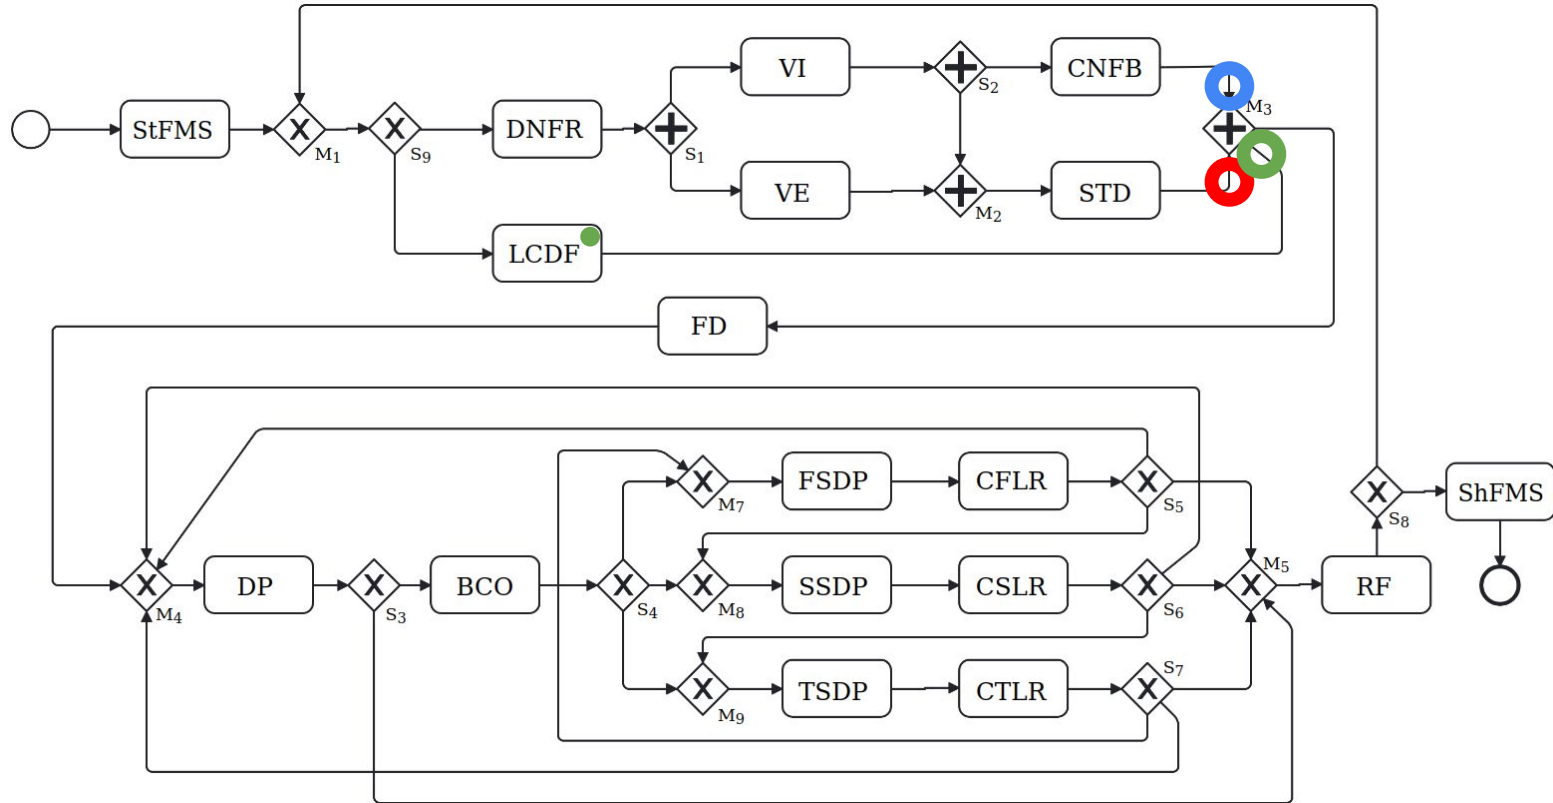 VI
CNFB
S2
M3
StFMS
DNFR
M1
S9
S1
VE
STD
M2
LCDF
FD
FSDP
CFLR
M7
S5
ShFMS
S8
DP
BCO
SSDP
CSLR
M5
RF
M4
S3
S4
M8
S6
TSDP
CTLR
S7
M9